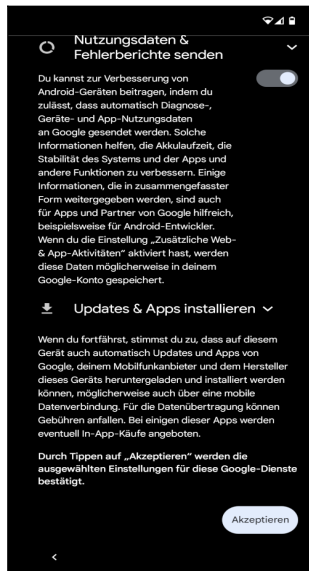 Nutzungsdaten &
Fehlerberichte senden
Du kannst zur Verbesserung von
Android-Geräten beitragen, indem du
zulässt, dass automatisch Diagnose-,
Geräte- und App-Nutzungsdaten
an Google gesendet werden. Solche
Informationen helfen, die Akkulaufzeit, die
Stabilität des Systems und der Apps und
andere Funktionen zu verbessern. Einige
Informationen, die in zusammengefasster
Form weitergegeben werden, sind auch
für Apps und Partner von Google hilfreich,
beispielsweise für Android-Entwickler.
Wenn du die Einstellung „Zusätzliche Web-
& App-Aktivitäten" aktiviert hast, werden
diese Daten möglicherweise in deinem
Google-Konto gespeichert.
Updates & Apps installieren
Wenn du fortfährst, stimmst du zu, dass auf diesem
Gerät auch automatisch Updates und Apps von
Google, deinem Mobilfunkanbieter und dem Hersteller
dieses Geräts heruntergeladen und installiert werden
können, möglicherweise auch über eine mobile
Datenverbindung. Für die Datenübertragung können
Gebühren anfallen. Bei einigen dieser Apps werden
eventuell In-App-Käufe angeboten.
Durch Tippen auf „Akzeptieren" werden die
ausgewählten Einstellungen für diese Google-Dienste
bestätigt.
Akzeptieren